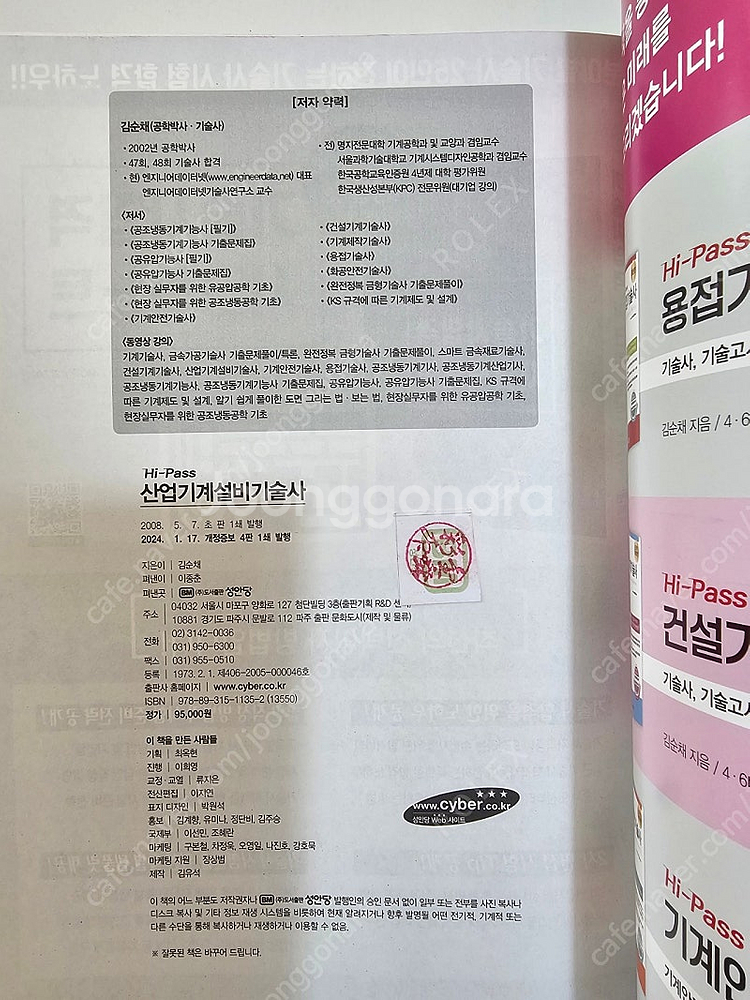 [저자 약력]
김순채(공학박사 · 기술사)
• 2002년 공학박사
• 47회, 48회 기술사 합격
• 현) 엔지니어데이터넷(www.engineerdata.net) 대표
엔지니어데이터넷기술사연구소 교수
• 전) 명지전문대학 기계공학과 및 교양과 겸임교수
서울과학기술대학교 기계시스템디자인공학과 겸임교수
한국공학교육인증원 4년제 대학 평가위원
한국생산성본부(KPC) 전문위원(대기업 강의)
〈저서〉
• 《공조냉동기계기능사 [필기]》
• 《공조냉동기계기능사 기출문제집》
• 《공유압기능사 [필기]》
• 《공유압기능사 기출문제집》
• 《현장 실무자를 위한 유공압공학 기초》
• 《현장 실무자를 위한 공조냉동공학 기초》
• 《기계안전기술사》
• 《건설기계기술사》
• 《기계제작기술사》
• 《용접기술사》
• 《화공안전기술사》
• 《완전정복 금형기술사 기출문제풀이》
• 《KS 규격에 따른 기계제도 및 설계》
〈동영상 강의〉
기계기술사, 금속가공기술사 기출문제풀이/특론, 완전정복 금형기술사 기출문제풀이, 스마트 금속재료기술사,
건설기계기술사, 산업기계설비기술사, 기계안전기술사, 용접기술사, 공조냉동기계기사, 공조냉동기계산업기사,
공조냉동기계기능사, 공조냉동기계기능사 기출문제집, 공유압기능사, 공유압기능사 기출문제집, KS 규격에
따른 기계제도 및 설계, 알기 쉽게 풀이한 도면 그리는 법 · 보는 법, 현장실무자를 위한 유공압공학 기초,
현장실무자를 위한 공조냉동공학 기초
Hi-Pass
산업기계설비기술사
2008. 5. 7. 초 판 1쇄 발행
2024. 1. 17. 개정증보 4판 1쇄 발행
지은이 | 김순채
펴낸이 | 이종춘
펴낸곳 | BM (주)도서출판 성안당
주소 | 04032 서울시 마포구 양화로 127 첨단빌딩 3층(출판기획 R&D 센
10881 경기도 파주시 문발로 112 파주 출판 문화도시(제작 및 물류)
전화 | 02) 3142-0036
031) 950-6300
팩스 | 031) 955-0510
등록 | 1973. 2. 1. 제406-2005-000046호
출판사 홈페이지 | www.cyber.co.kr
ISBN | 978-89-315-1135-2 (13550)
정가 | 95,000원
이 책을 만든 사람들
기획 | 최옥현
진행 | 이희영
교정 · 교열 | 류지은
전산편집 | 이지연
표지 디자인 | 박원석
홍보 | 김계향, 유미나, 정단비, 김주승
국제부 | 이선민, 조혜란
마케팅 | 구본철, 차정욱, 오영일, 나진호, 강호묵
마케팅 지원 | 장상범
제작 | 김유석
www.cyber.co.kr
성안당 Web 사이트
이 책의 어느 부분도 저작권자나 BM (주)도서출판 성안당 발행인의 승인 문서 없이 일부 또는 전부를 사진 복사나
디스크 복사 및 기타 정보 재생 시스템을 비롯하여 현재 알려지거나 향후 발명될 어떤 전기적, 기계적 또는
다른 수단을 통해 복사하거나 재생하거나 이용할 수 없음.
※ 잘못된 책은 바꾸어 드립니다.
미래를
겠습니다!
Hi-Pass
용접기
기술사, 기술고시
김순채 지음 / 4·6
Hi-Pass
건설기
기술사, 기술고시
김순채 지음 / 4·6
Hi-Pass
기계안
joonggonara